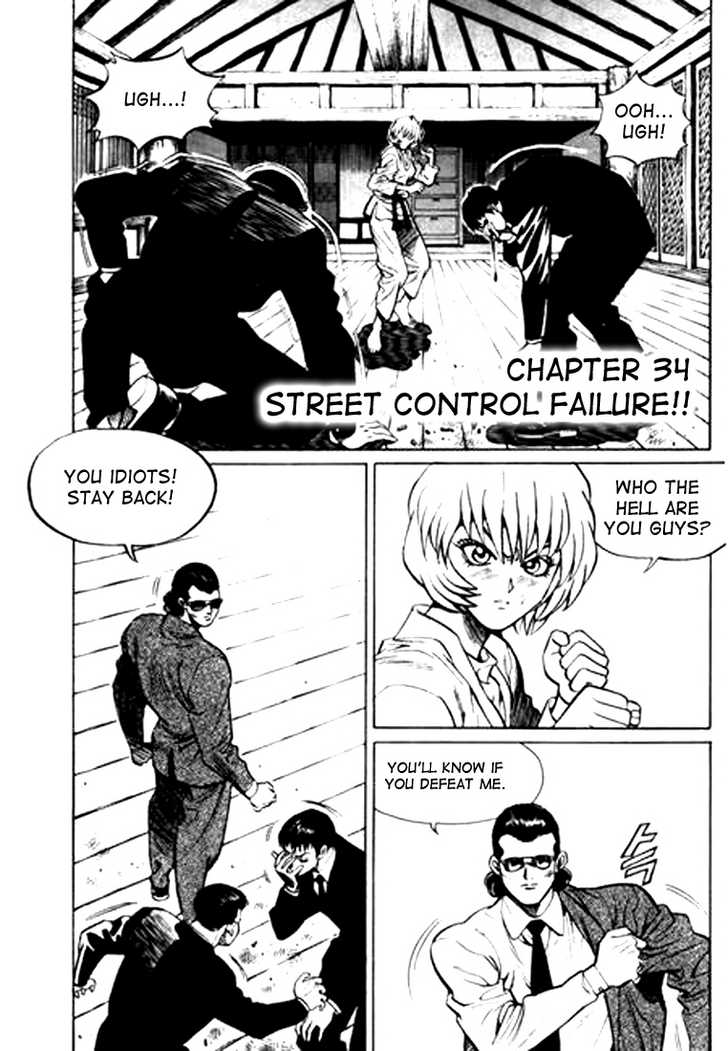 UGH...!
OOH...
UGH!
CHAPTER 34
STREET CONTROL FAILURE!!
YOU IDIOTS!
STAY BACK!
WHO THE
HELL ARE
YOU GUYS?
YOU'LL KNOW IF
YOU DEFEAT ME.